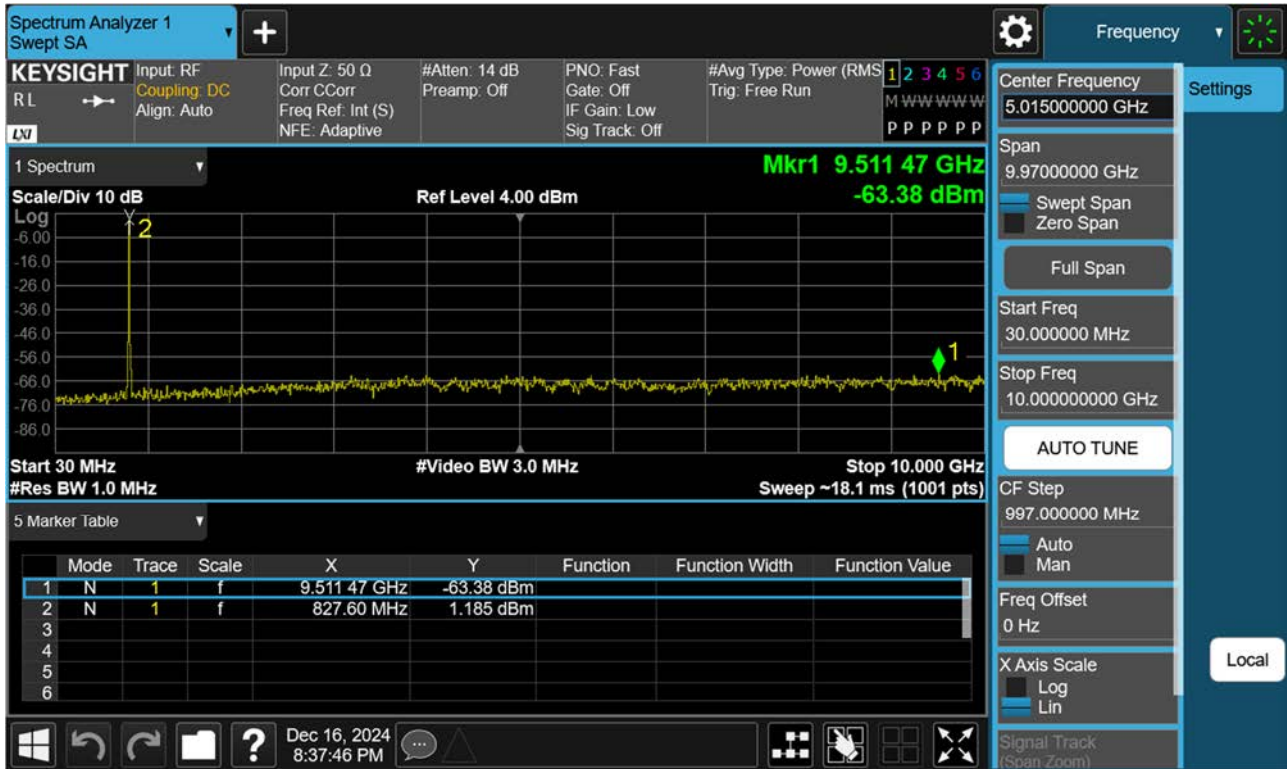 Spectrum Analyzer 1
Swept SA
Frequency
KEYSIGHT
R L
LXI
Input: RF
Coupling: DC
Align: Auto
Input Z: 50 Ω
Corr CCorr
Freq Ref: Int (S)
NFE: Adaptive
#Atten: 14 dB
Preamp: Off
PNO: Fast
Gate: Off
IF Gain: Low
Sig Track: Off
#Avg Type: Power (RMS
Trig: Free Run
1 2 3 4 5 6
M W W W W W
P P P P P P
1 Spectrum
Mkr1 9.511 47 GHz
Scale/Div 10 dB
Ref Level 4.00 dBm
-63.38 dBm
Log
2
-6.00
-16.0
-26.0
-36.0
-46.0
1
-56.0
-66.0
-76.0
-86.0
Start 30 MHz
#Video BW 3.0 MHz
Stop 10.000 GHz
#Res BW 1.0 MHz
Sweep ~18.1 ms (1001 pts)
5 Marker Table
Mode Trace Scale X Y Function Function Width Function Value
1 N 1 f 9.511 47 GHz -63.38 dBm
2 N 1 f 827.60 MHz 1.185 dBm
3
4
5
6
?
Dec 16, 2024
8:37:46 PM
Center Frequency
5.015000000 GHz
Settings
Span
9.97000000 GHz
Swept Span
Zero Span
Full Span
Start Freq
30.000000 MHz
Stop Freq
10.000000000 GHz
AUTO TUNE
CF Step
997.000000 MHz
Auto
Man
Freq Offset
0 Hz
X Axis Scale
Log
Lin
Local
Signal Track
(Span Zoom)